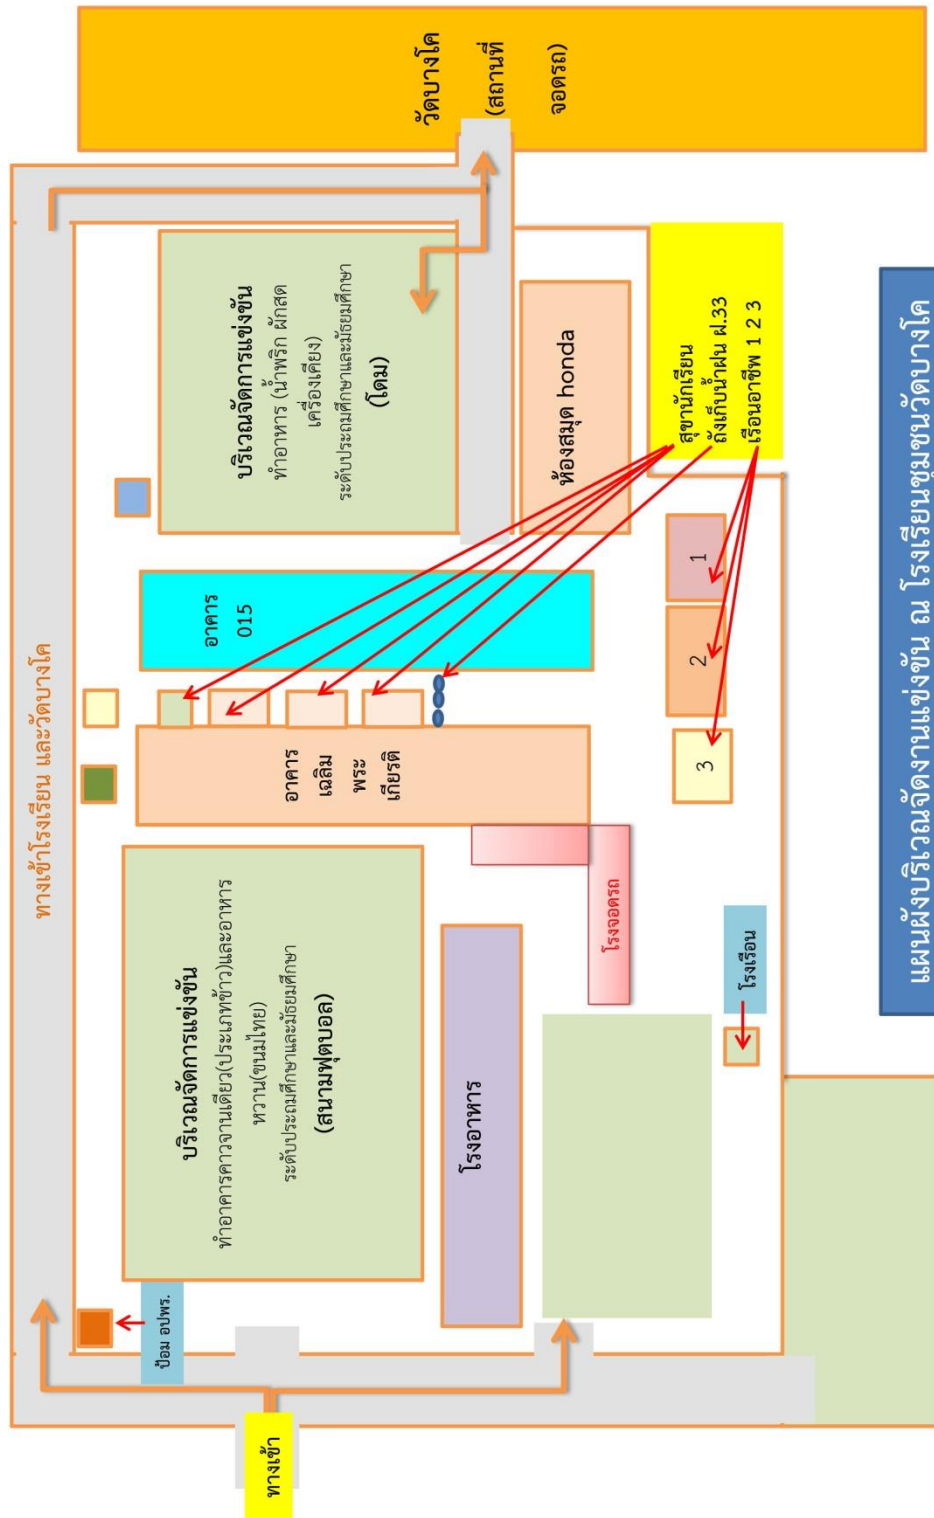 ทางเข้าโรงเรียน และวัดบางโค
ป้อม อปพร.
ทางเข้า
บริเวณจัดการแข่งขัน
ทำอาคารคาวจานเดียว(ประเภทข้าว)และอาหาร
หวาน(ขนมไทย)
ระดับประถมศึกษาและมัธยมศึกษา
(สนามฟุตบอล)
โรงอาหาร
โรงจอดรถ
โรงเรือน
อาคาร
เฉลิม
พระ
เกียรติ
อาคาร
015
บริเวณจัดการแข่งขัน
ทำอาหาร (น้ำพริก ผักสด
เครื่องเคียง)
ระดับประถมศึกษาและมัธยมศึกษา
(โดม)
ห้องสมุด honda
3
2
1
สุขานักเรียน
ถังเก็บน้ำฝน ฝ.33
เรือนอาชีพ 1 2 3
วัดบางโค
(สถานที่
จอดรถ)
แผนผังบริเวณจัดงานแข่งขัน ณ โรงเรียนชุมชนวัดบางโค